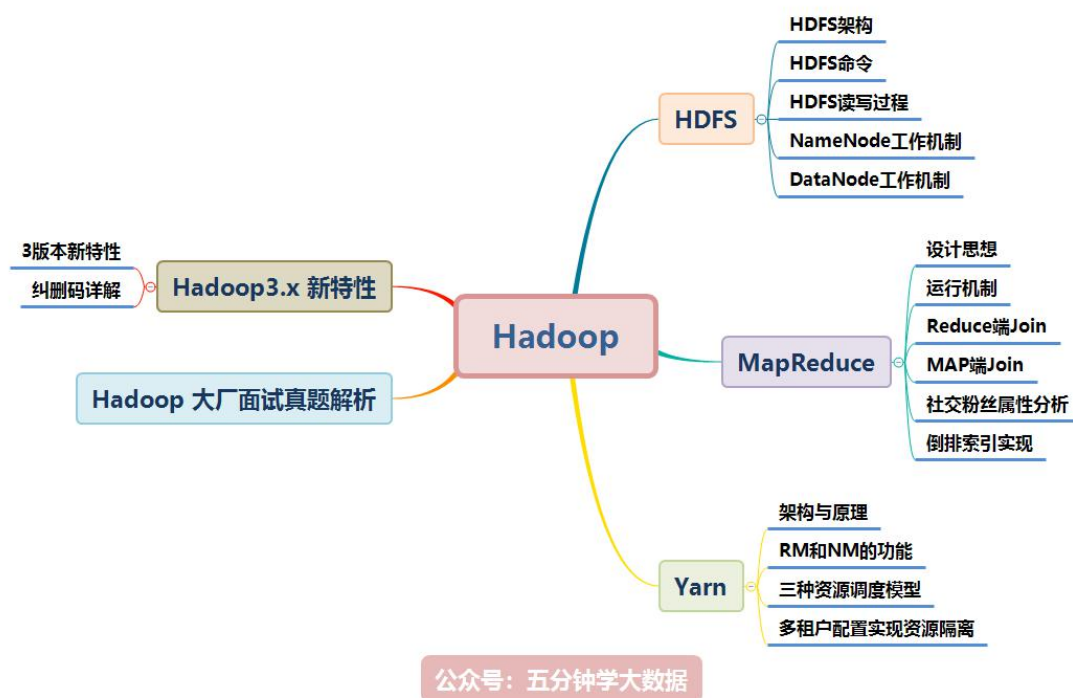 HDFS架构
HDFS命令
HDFS读写过程
NameNode工作机制
DataNode工作机制
HDFS
3版本新特性
纠删码详解
Hadoop3.x 新特性
Hadoop
Hadoop 大厂面试真题解析
设计思想
运行机制
Reduce端Join
MAP端Join
社交粉丝属性分析
倒排索引实现
MapReduce
架构与原理
RM和NM的功能
三种资源调度模型
多租户配置实现资源隔离
Yarn
公众号：五分钟学大数据